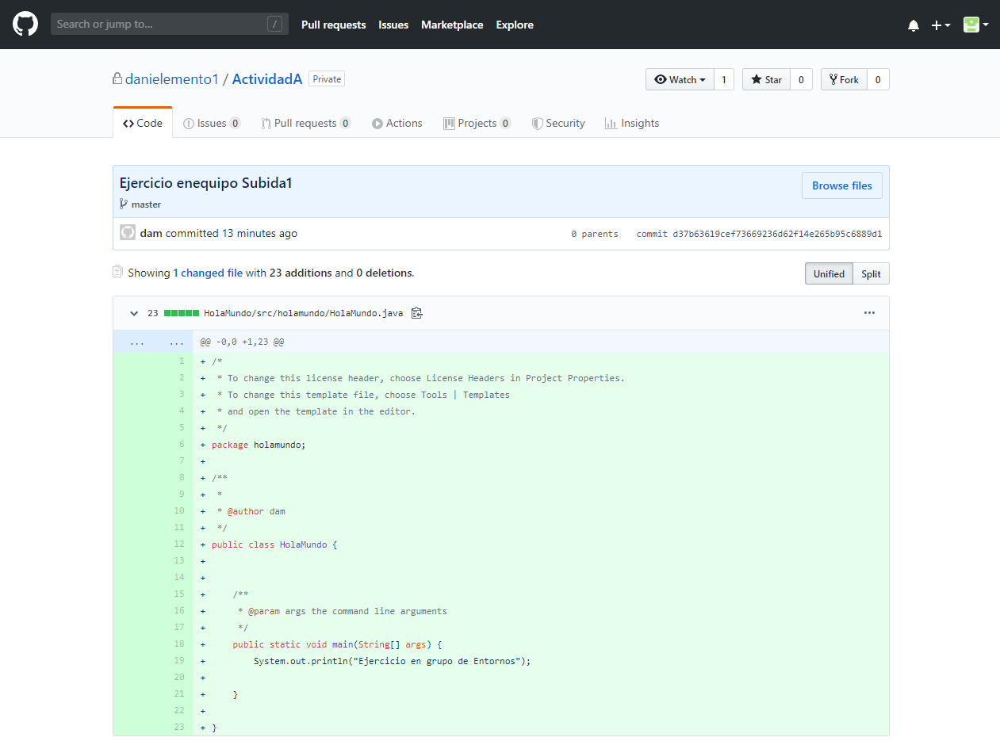 Search or jump to... /
Pull requests Issues Marketplace Explore
danielemento1 / ActividadA Private
Watch 1 Star 0 Fork 0
Code Issues 0 Pull requests 0 Actions Projects 0 Security Insights
Ejercicio enequipo Subida1
Browse files
master
dam committed 13 minutes ago
0 parents commit d37b63619cef73669236d62f14e265b95c6889d1
Showing 1 changed file with 23 additions and 0 deletions.
Unified Split
23 HolaMundo/src/holamundo/HolaMundo.java ...
... ... @@ -0,0 +1,23 @@
1 + /*
2 + * To change this license header, choose License Headers in Project Properties.
3 + * To change this template file, choose Tools | Templates
4 + * and open the template in the editor.
5 + */
6 + package holamundo;
7 +
8 + /**
9 + *
10 + * @author dam
11 + */
12 + public class HolaMundo {
13 +
14 +
15 + /**
16 + * @param args the command line arguments
17 + */
18 + public static void main(String[] args) {
19 + System.out.println("Ejercicio en grupo de Entornos");
20 +
21 + }
22 +
23 + }